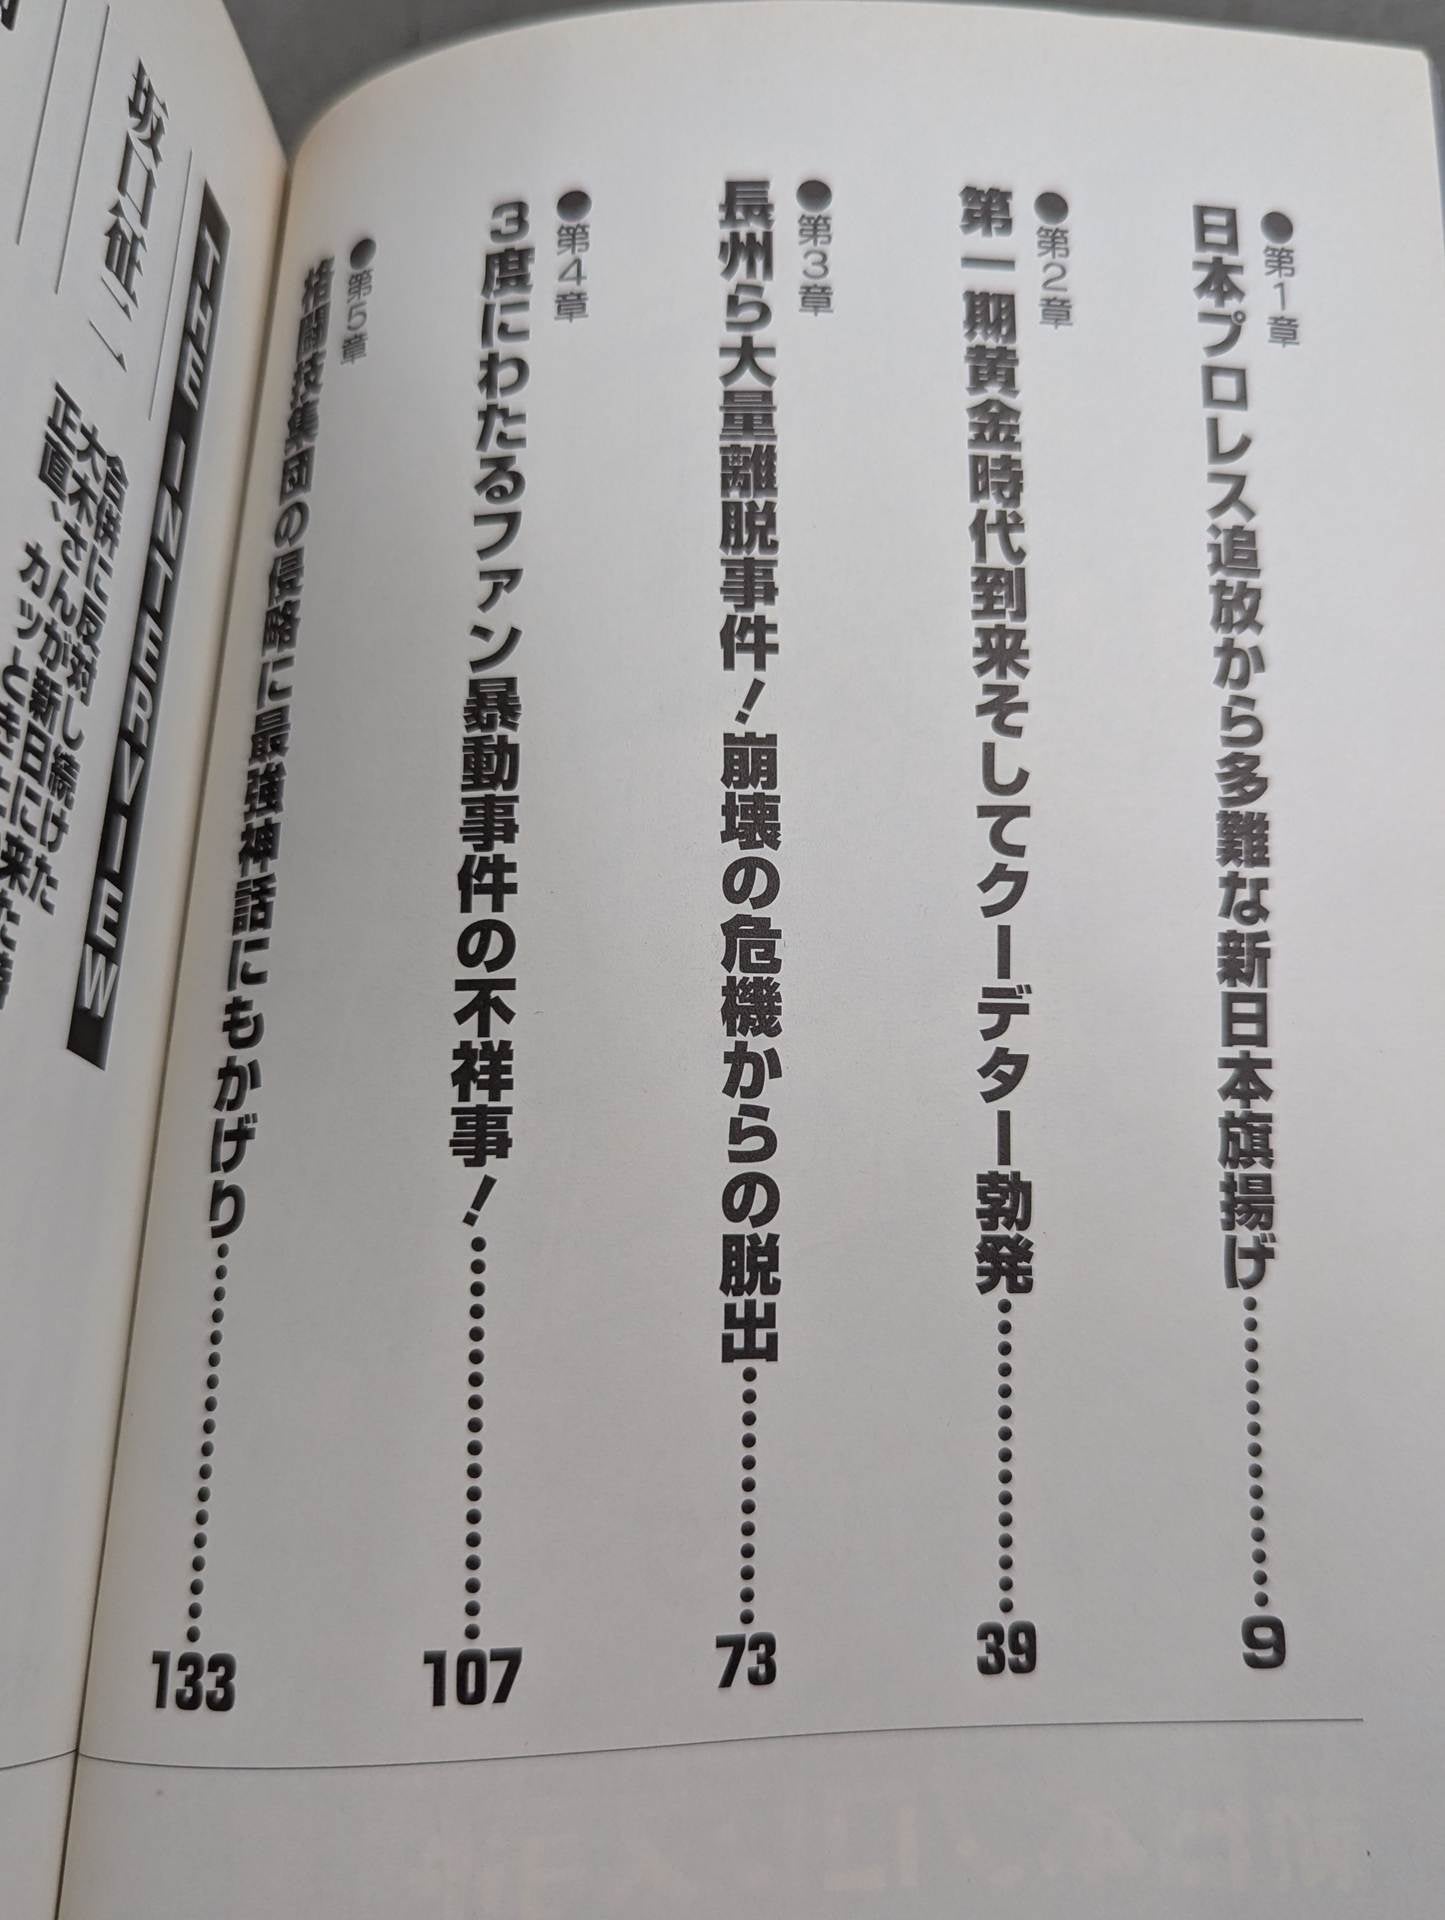 ●第1章
日本プロレス追放から多難な新日本旗揚げ……………9
●第2章
第一期黄金時代到来そしてクーデター勃発……………39
●第3章
長州ら大量離脱事件!崩壊の危機からの脱出…………73
●第4章
3度にわたるファン暴動事件の不祥事!………………107
●第5章
格闘技集団の侵略に最強神話にもかげり………………133
THE INTERVIEW
坂口征二
合併に反対し続けた
大木さんが新日に来た時
正直、カッときた